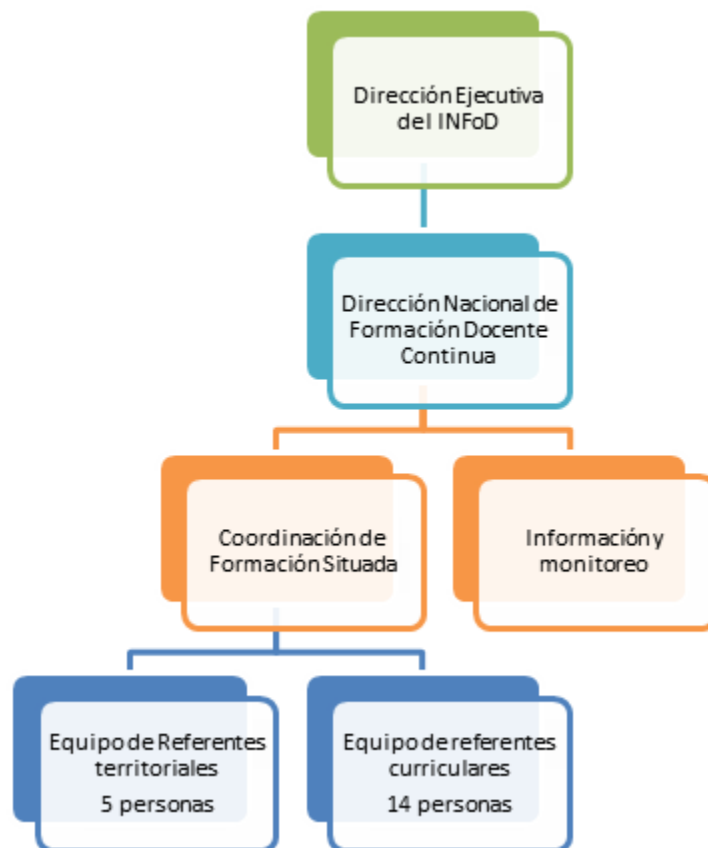 Dirección Ejecutiva
del INFoD
Dirección Nacional de
Formación Docente
Continua
Coordinación de
Formación Situada
Información y
monitoreo
Equipo de Referentes
territoriales
5 personas
Equipo de referentes
curriculares
14 personas